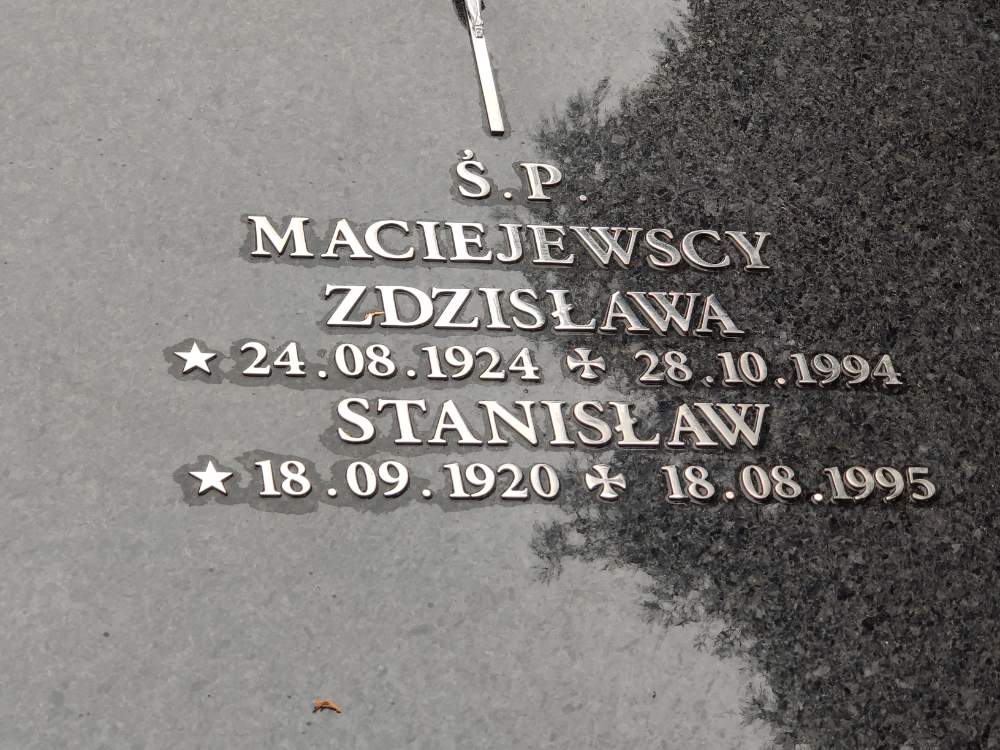 Ś.P.
MACIEJEWSCY
ZDZISŁAWA
★ 24.08.1924 ✠ 28.10.1994
STANISŁAW
★ 18.09.1920 ✠ 18.08.1995